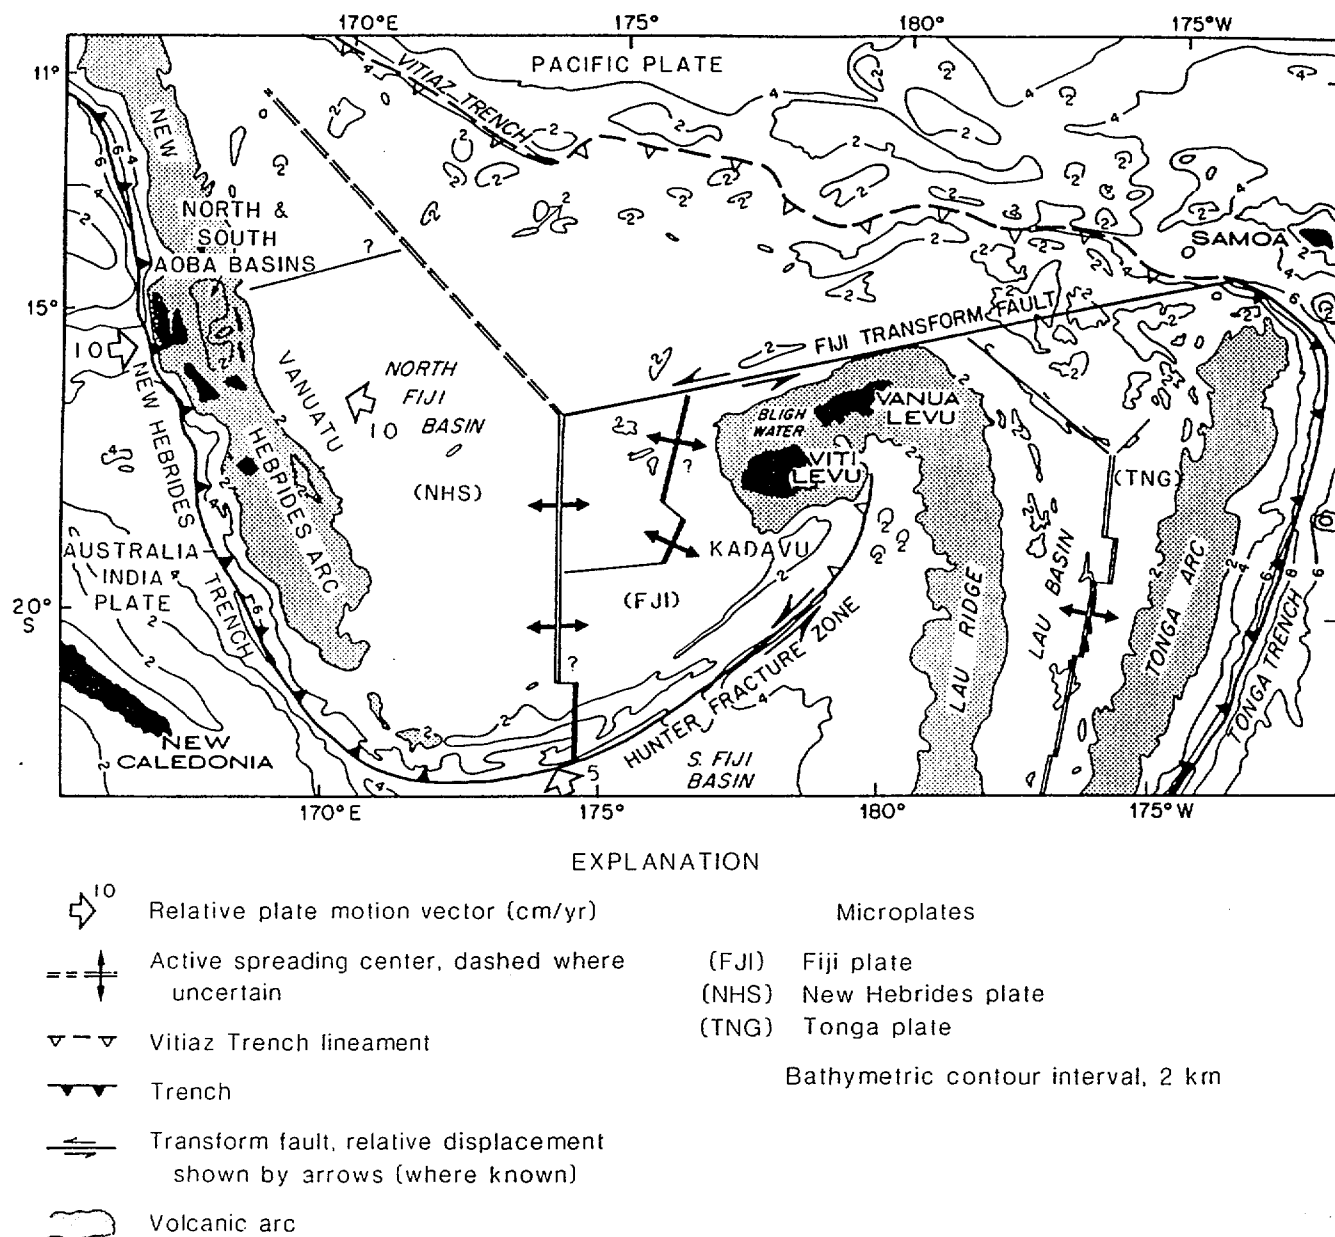 170°E 175° 180° 175°W
11°
PACIFIC PLATE
VITIAZ TRENCH
NEW
NORTH &
SOUTH
AOBA BASINS
SAMOA
15°
10
NEW HEBRIDES
TRENCH
VANUATU
HEBRIDES ARC
NORTH
FIJI
BASIN
10
(NHS)
FIJI TRANSFORM FAULT
BLIGH
WATER
VANUA
LEVU
VITI
LEVU
KADAVU
(FJI)
(TNG)
AUSTRALIA
INDIA
PLATE
20°
S
NEW
CALEDONIA
HUNTER FRACTURE ZONE
5
S. FIJI
BASIN
LAU RIDGE
LAU BASIN
TONGA ARC
TONGA TRENCH
170°E 175° 180° 175°W
EXPLANATION
10 Relative plate motion vector (cm/yr)
Active spreading center, dashed where
uncertain
Vitiaz Trench lineament
Trench
Transform fault, relative displacement
shown by arrows (where known)
Volcanic arc
Microplates
(FJI) Fiji plate
(NHS) New Hebrides plate
(TNG) Tonga plate
Bathymetric contour interval, 2 km